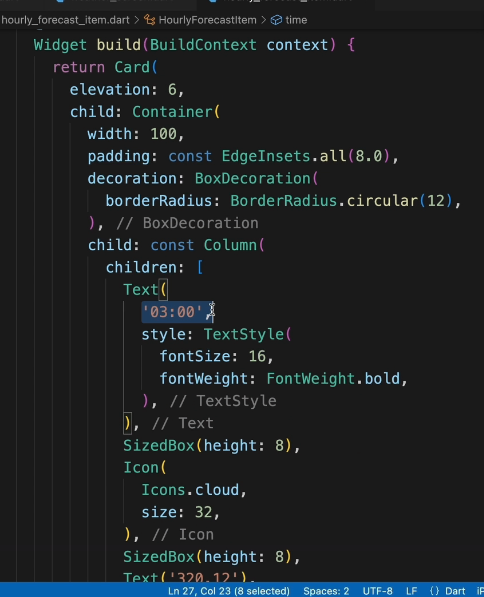 hourly_forecast_item.dart > HourlyForecastItem > time
Widget build(BuildContext context) {
return Card(
elevation: 6,
child: Container(
width: 100,
padding: const EdgeInsets.all(8.0),
decoration: BoxDecoration(
borderRadius: BorderRadius.circular(12),
), // BoxDecoration
child: const Column(
children: [
Text(
'03:00',
style: TextStyle(
fontSize: 16,
fontWeight: FontWeight.bold,
), // TextStyle
), // Text
SizedBox(height: 8),
Icon(
Icons.cloud,
size: 32,
), // Icon
SizedBox(height: 8),
Text('320.12'),
Ln 27, Col 23 (8 selected) Spaces: 2 UTF-8 LF {} Dart